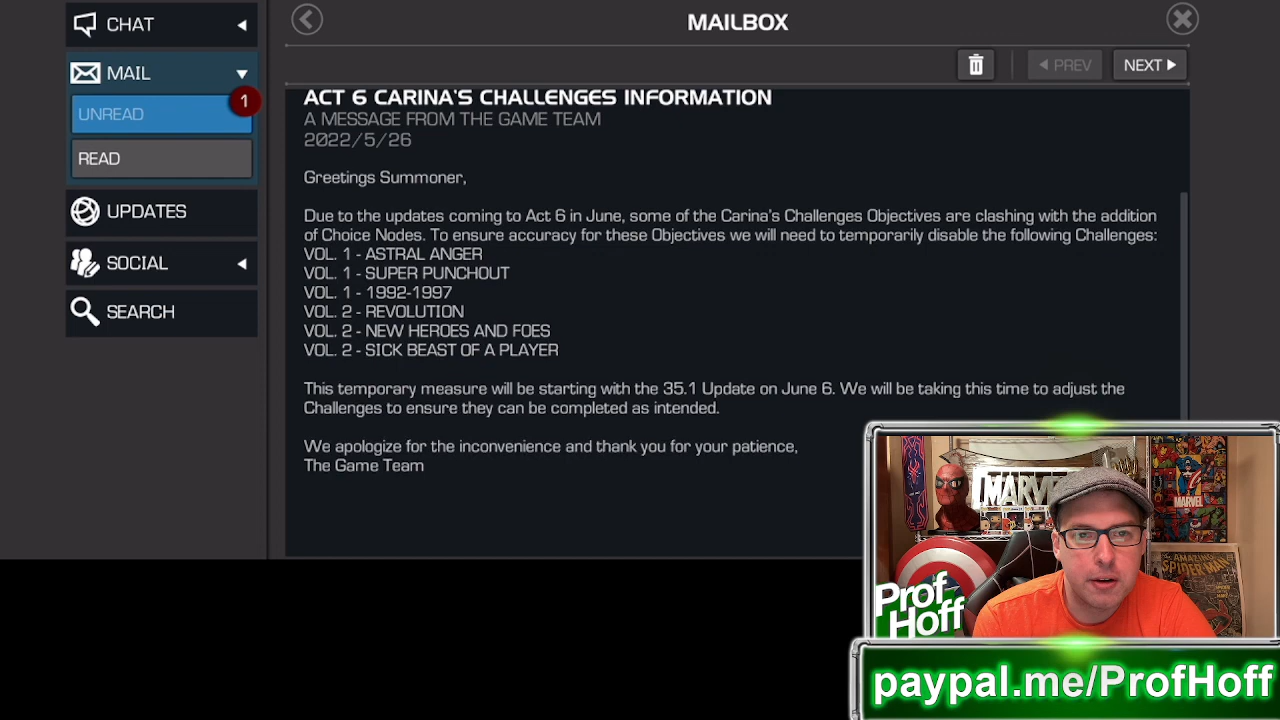 CHAT
MAIL
UNREAD
1
READ
UPDATES
SOCIAL
SEARCH
MAILBOX
PREV
NEXT
ACT 6 CARINA'S CHALLENGES INFORMATION
A MESSAGE FROM THE GAME TEAM
2022/5/26
Greetings Summoner,
Due to the updates coming to Act 6 in June, some of the Carina's Challenges Objectives are clashing with the addition
of Choice Nodes. To ensure accuracy for these Objectives we will need to temporarily disable the following Challenges:
VOL. 1 - ASTRAL ANGER
VOL. 1 - SUPER PUNCHOUT
VOL. 1 - 1992-1997
VOL. 2 - REVOLUTION
VOL. 2 - NEW HEROES AND FOES
VOL. 2 - SICK BEAST OF A PLAYER
This temporary measure will be starting with the 35.1 Update on June 6. We will be taking this time to adjust the
Challenges to ensure they can be completed as intended.
We apologize for the inconvenience and thank you for your patience,
The Game Team
MARVEL
MARVEL
AMAZING
SPIDER-MAN
Prof
Hoff
paypal.me/ProfHoff